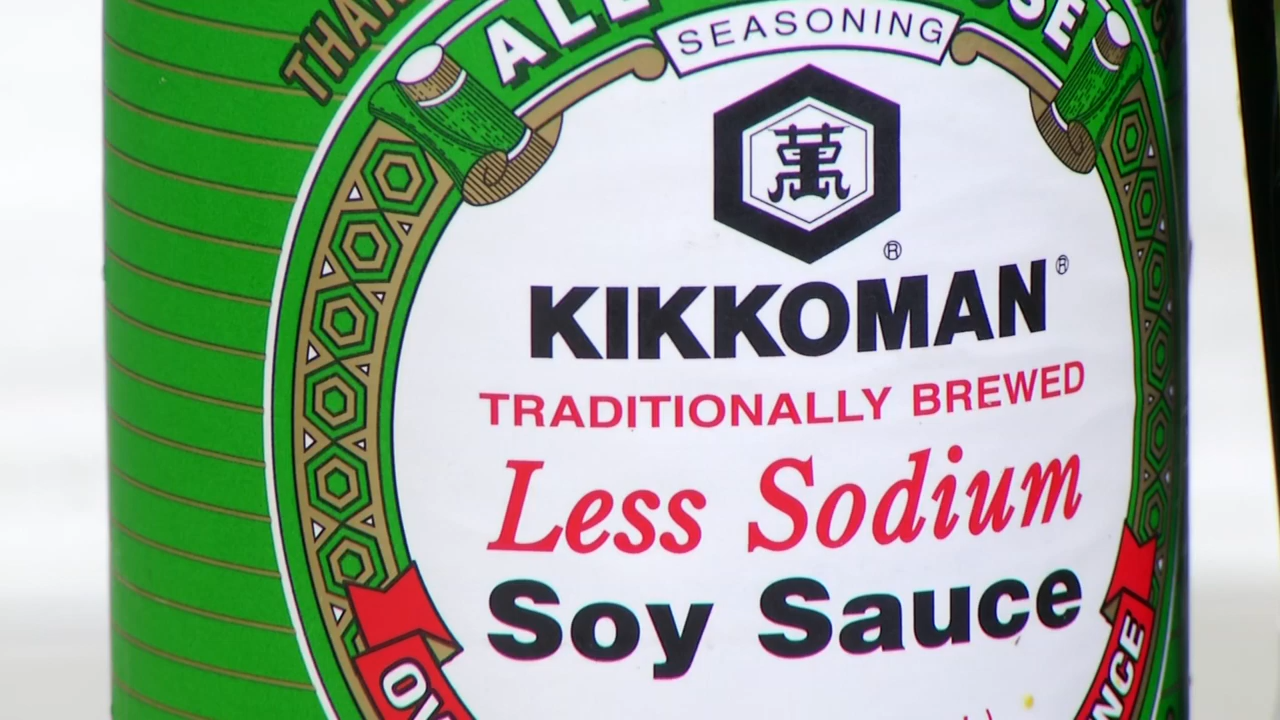 SEASONING
萬
®
KIKKOMAN®
TRADITIONALLY BREWED
Less Sodium
Soy Sauce